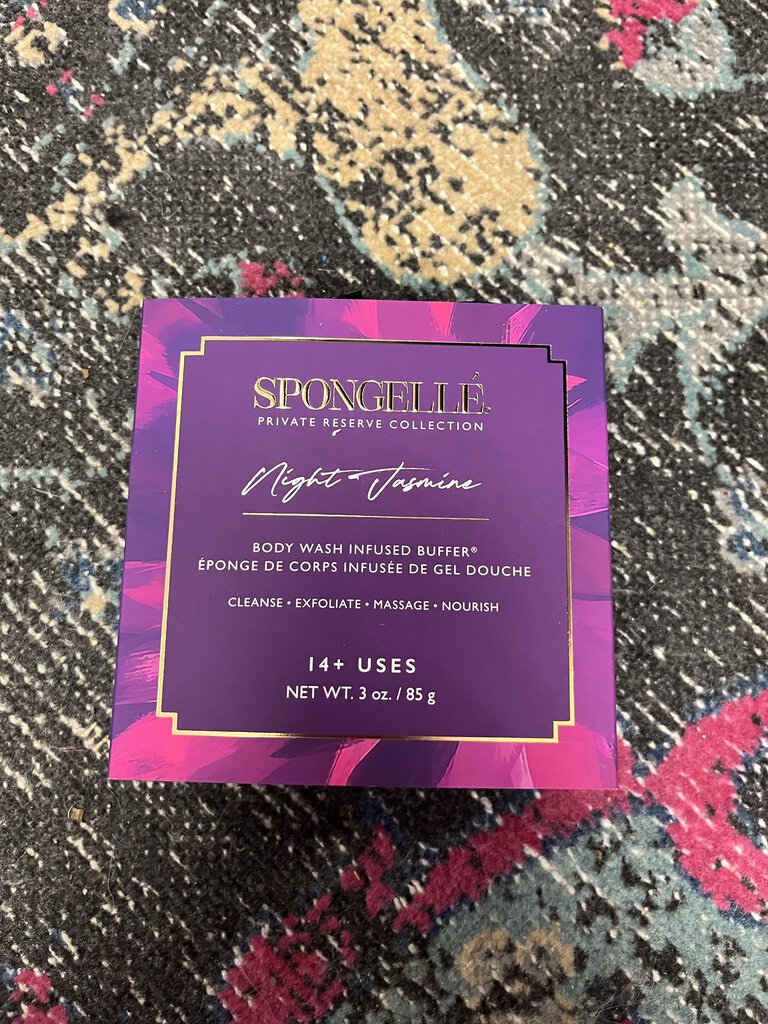 SPONGELLÉ®
PRIVATE RESERVE COLLECTION
Night Jasmine
BODY WASH INFUSED BUFFER®
ÉPONGE DE CORPS INFUSÉE DE GEL DOUCHE
CLEANSE • EXFOLIATE • MASSAGE • NOURISH
14+ USES
NET WT. 3 oz. / 85 g